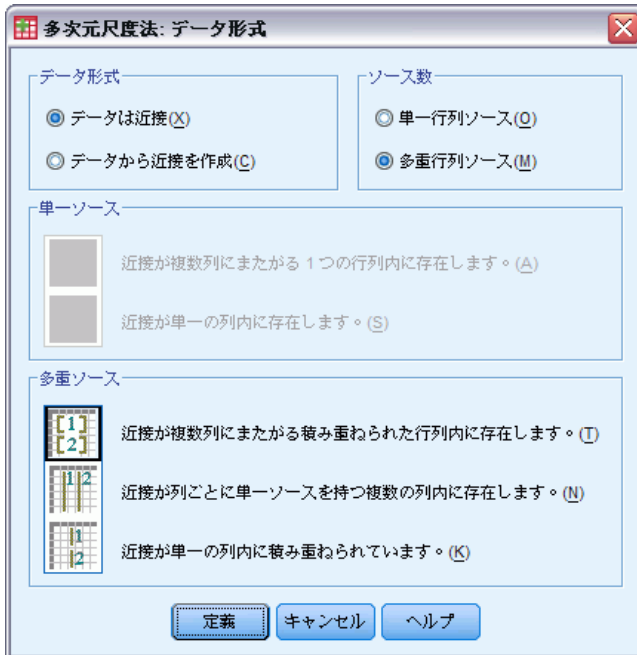 多次元尺度法: データ形式
データ形式
データは近接(X)
データから近接を作成(C)
ソース数
単一行列ソース(O)
多重行列ソース(M)
単一ソース
近接が複数列にまたがる 1 つの行列内に存在します。(A)
近接が単一の列内に存在します。(S)
多重ソース
[1]
[2]
近接が複数列にまたがる積み重ねられた行列内に存在します。(T)
1 2
近接が列ごとに単一ソースを持つ複数の列内に存在します。(N)
1
2
近接が単一の列内に積み重ねられています。(K)
定義 キャンセル ヘルプ